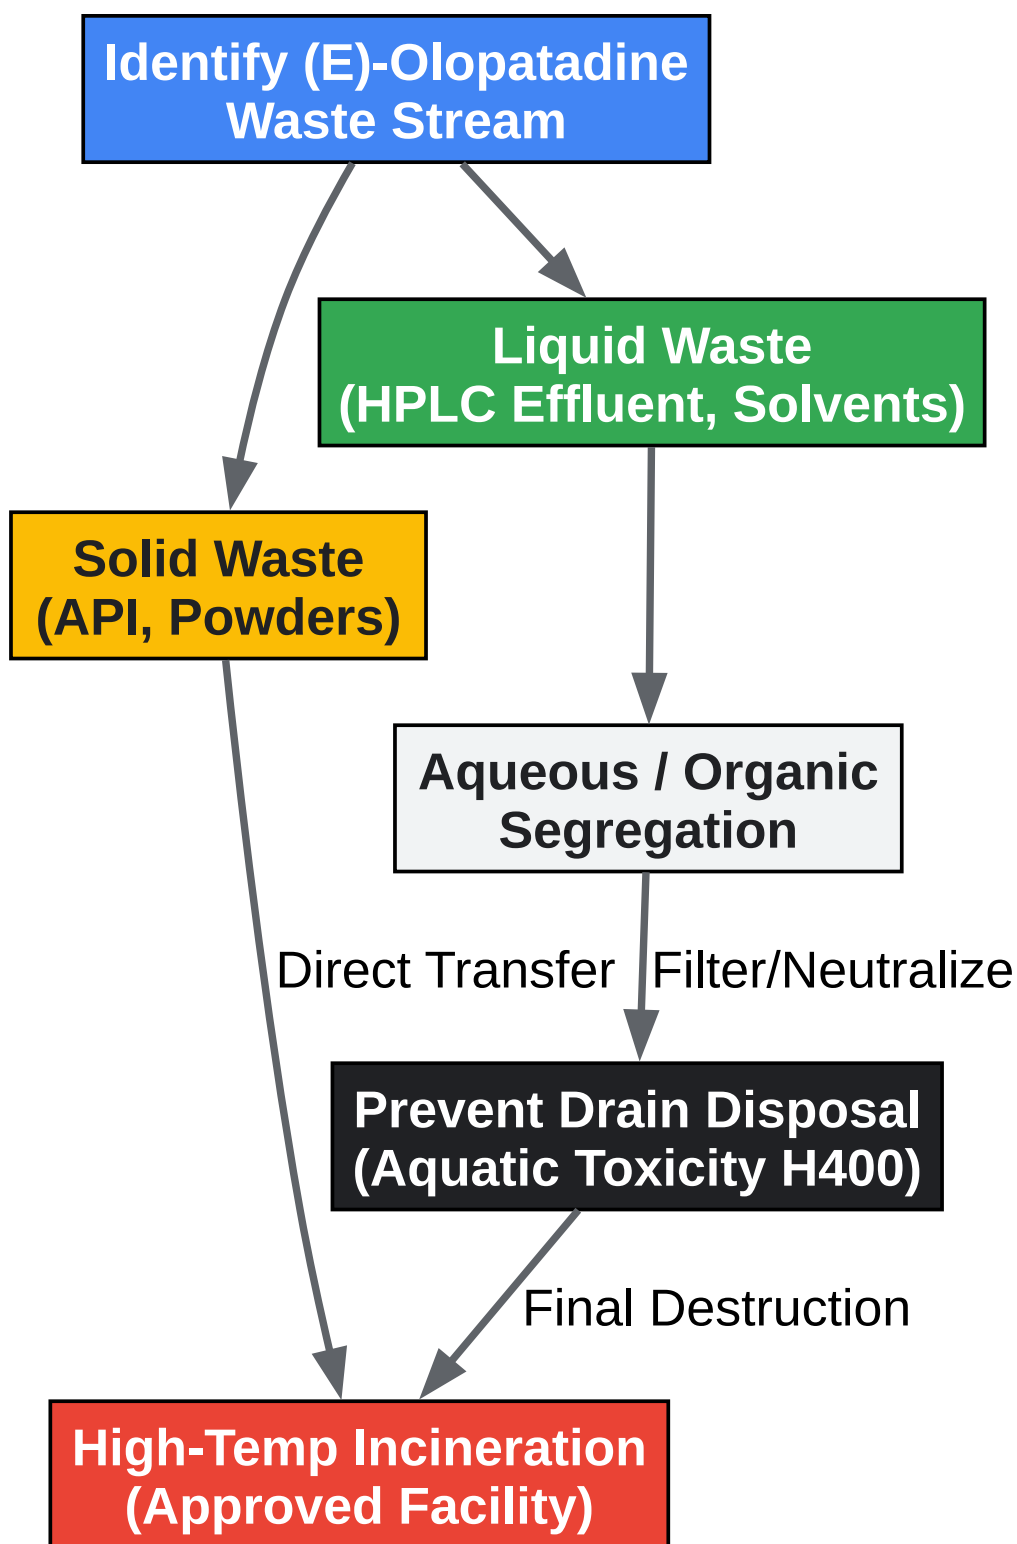 Identify (E)-Olopatadine
Waste Stream
Liquid Waste
(HPLC Effluent, Solvents)
Solid Waste
(API, Powders)
Aqueous / Organic
Segregation
Direct Transfer
Filter/Neutralize
Prevent Drain Disposal
(Aquatic Toxicity H400)
Final Destruction
High-Temp Incineration
(Approved Facility)